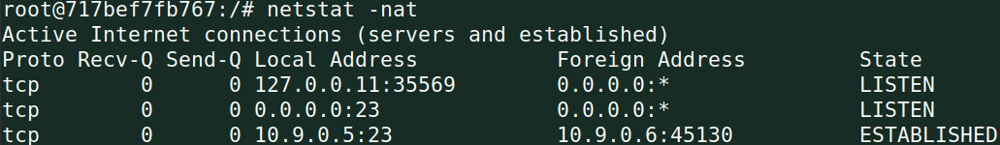 root@717bef7fb767:/# netstat -nat
Active Internet connections (servers and established)
Proto Recv-Q Send-Q Local Address           Foreign Address         State
tcp        0      0 127.0.0.11:35569        0.0.0.0:*               LISTEN
tcp        0      0 0.0.0.0:23              0.0.0.0:*               LISTEN
tcp        0      0 10.9.0.5:23             10.9.0.6:45130          ESTABLISHED